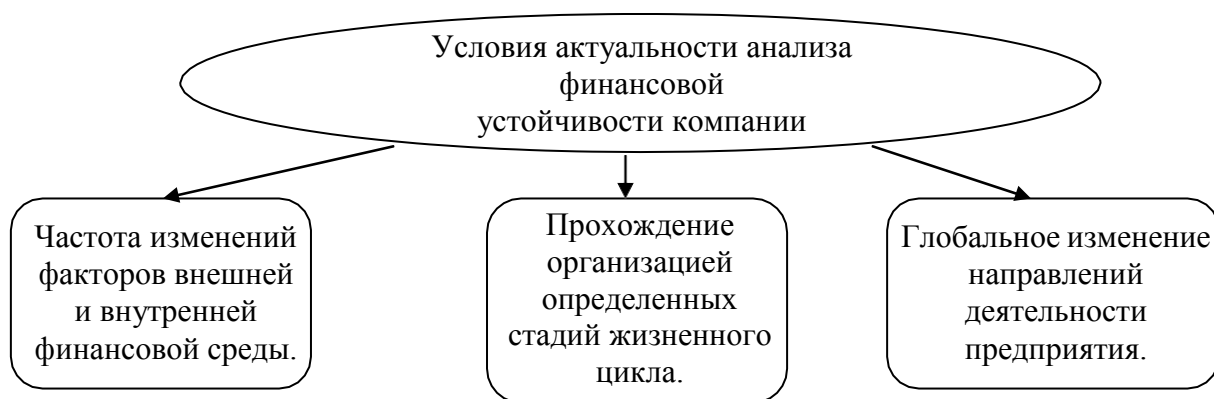 Условия актуальности анализа
финансовой
устойчивости компании
Частота изменений
факторов внешней
и внутренней
финансовой среды.
Прохождение
организацией
определенных
стадий жизненного
цикла.
Глобальное изменение
направлений
деятельности
предприятия.